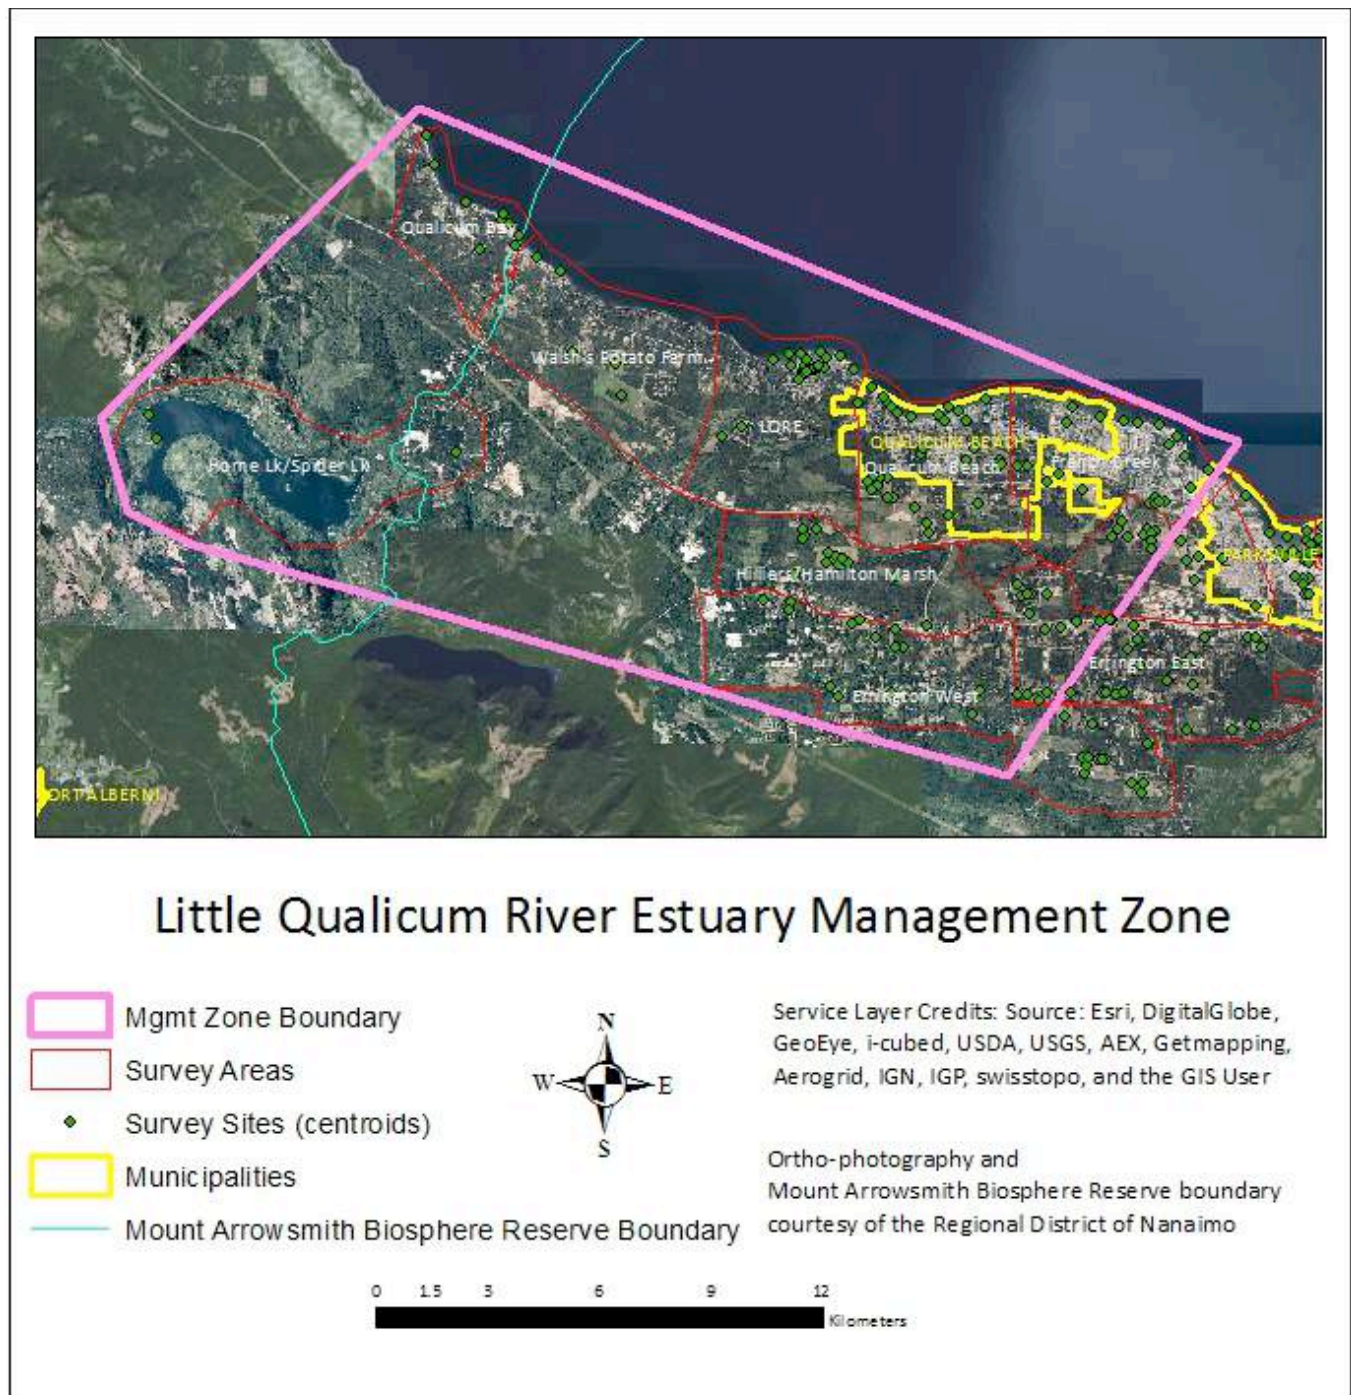 Qualicum Bay
Walsh's Potato Farm
LQRE
QUALICUM BEACH
Qualicum Beach
French Creek
Horne Lk/Spider Lk
PARKSVILLE
Hilliers/Hamilton Marsh
Errington East
Errington West
ORT ALBERNI
Little Qualicum River Estuary Management Zone
Mgmt Zone Boundary
Survey Areas
Survey Sites (centroids)
Municipalities
Mount Arrowsmith Biosphere Reserve Boundary
N
W E
S
Service Layer Credits: Source: Esri, DigitalGlobe,
GeoEye, i-cubed, USDA, USGS, AEX, Getmapping,
Aerogrid, IGN, IGP, swisstopo, and the GIS User
Ortho-photography and
Mount Arrowsmith Biosphere Reserve boundary
courtesy of the Regional District of Nanaimo
0 1.5 3 6 9 12
Kilometers